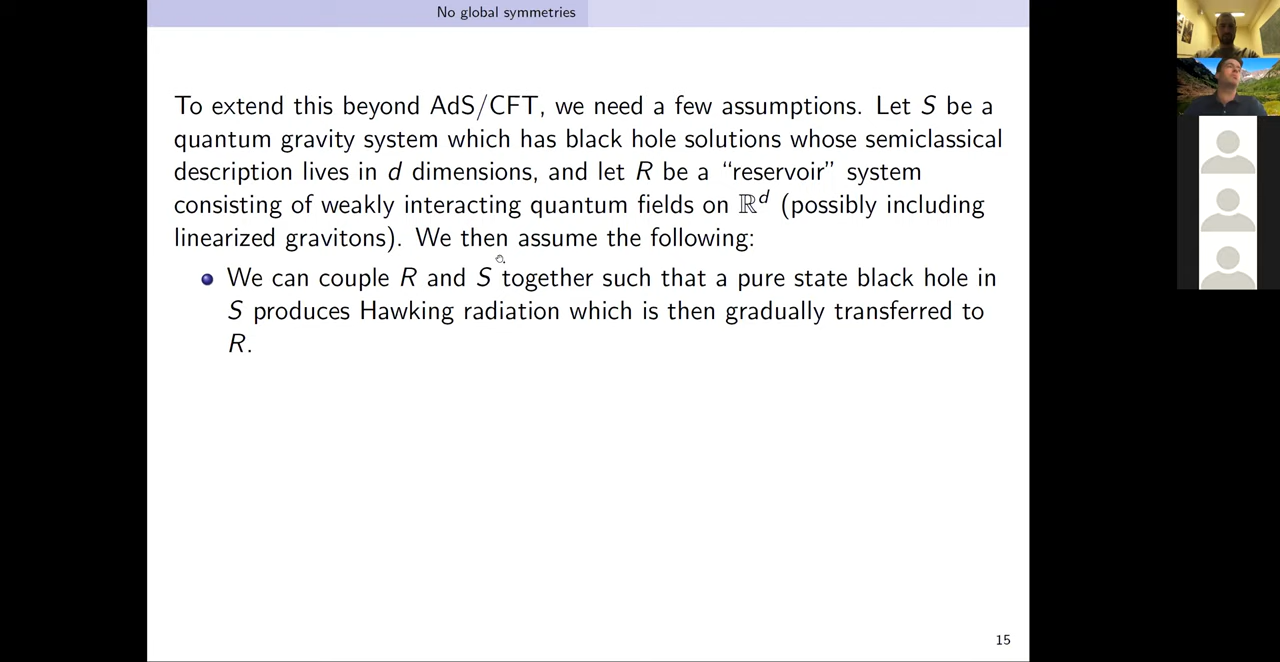 No global symmetries
To extend this beyond AdS/CFT, we need a few assumptions. Let S be a
quantum gravity system which has black hole solutions whose semiclassical
description lives in d dimensions, and let R be a “reservoir” system
consisting of weakly interacting quantum fields on ℝᵈ (possibly including
linearized gravitons). We then assume the following:
We can couple R and S together such that a pure state black hole in
S produces Hawking radiation which is then gradually transferred to
R.
15